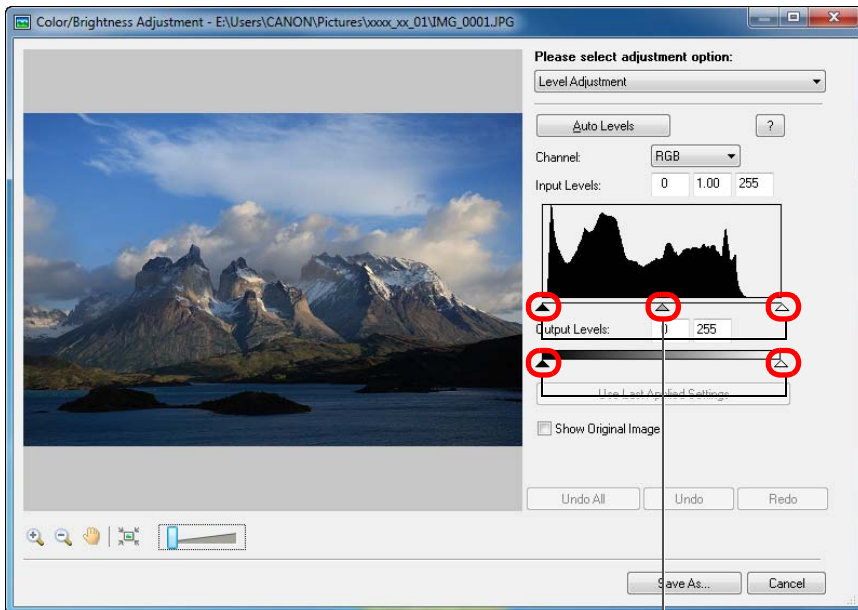 Color/Brightness Adjustment - E:\Users\CANON\Pictures\xxxx_xx_01\IMG_0001.JPG
Please select adjustment option:
Level Adjustment
Auto Levels ?
Channel: RGB
Input Levels: 0 1.00 255
Output Levels: 0 255
Use Last Applied Settings
Show Original Image
Undo All Undo Redo
Save As... Cancel